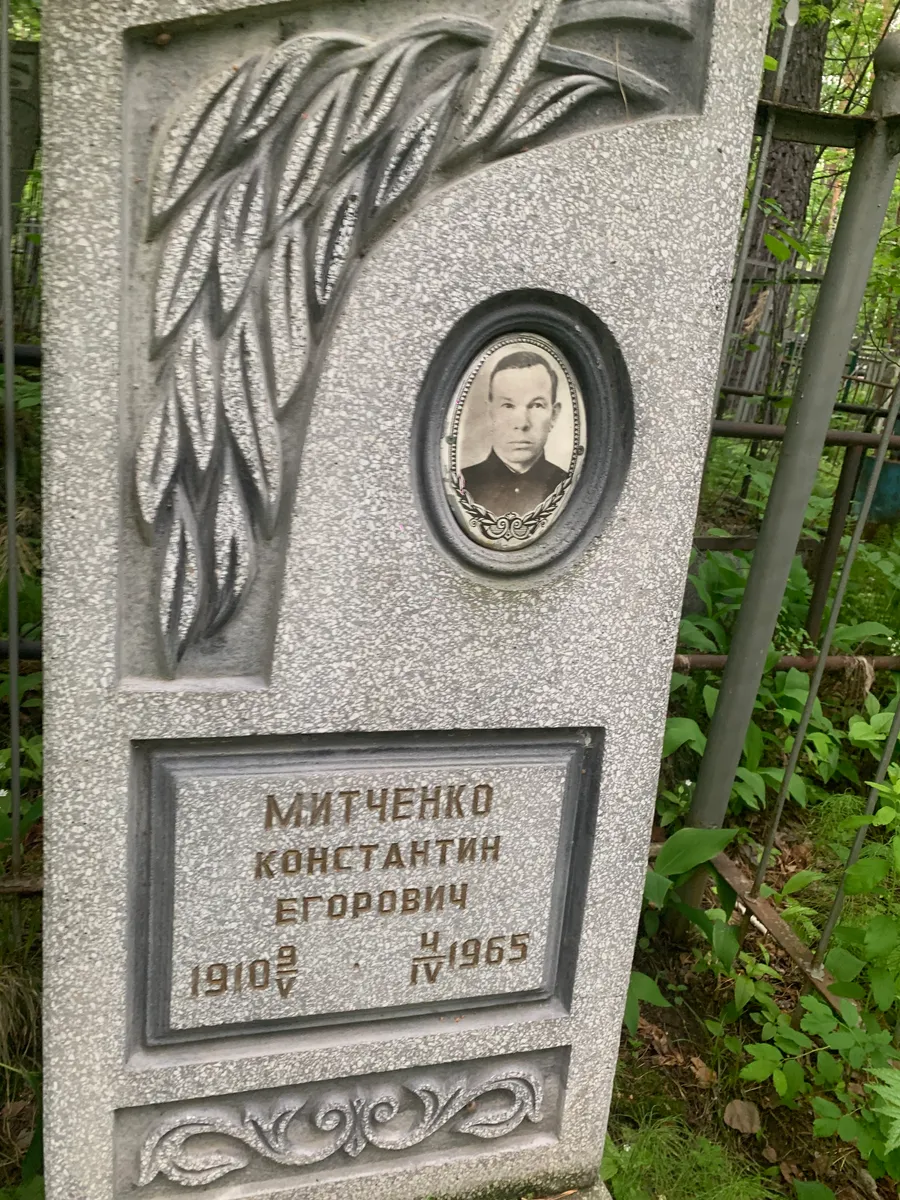 МИТЧЕНКО
КОНСТАНТИН
ЕГОРОВИЧ
1910 9/V · 4/IV 1965